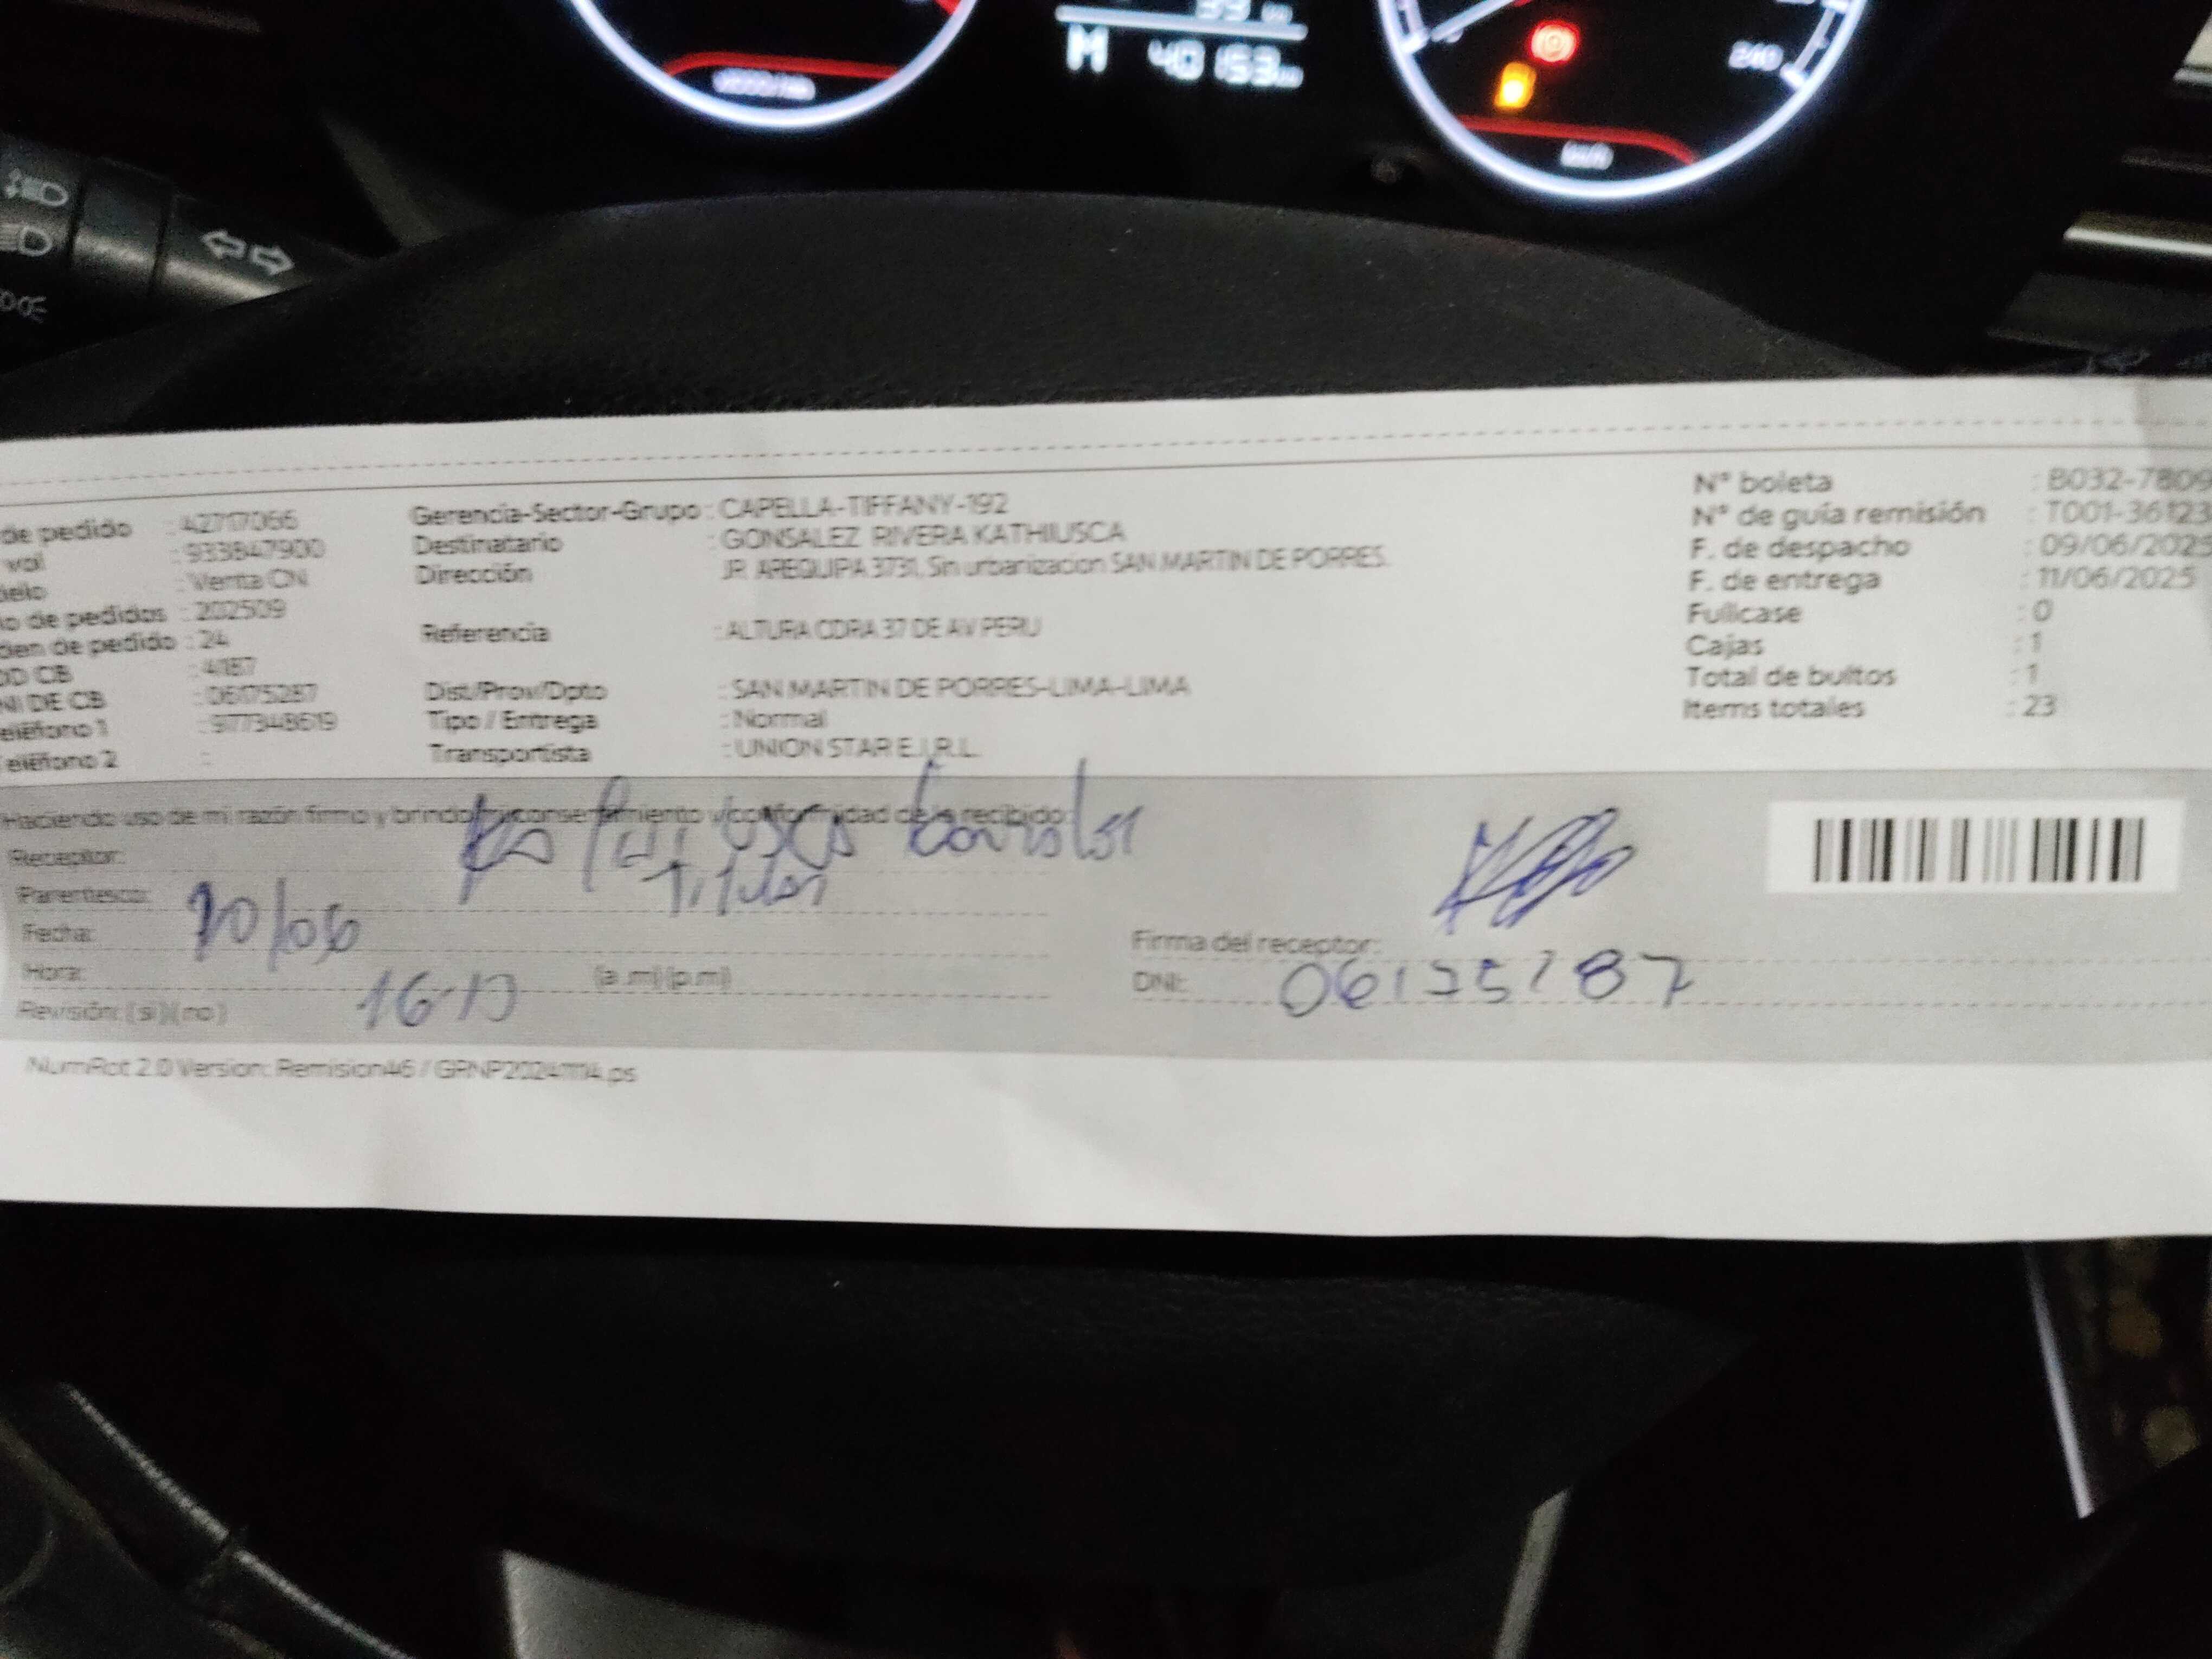 M 40153
240
km/h
de pedido : 42717066
Gerencia-Sector-Grupo : CAPELLA-TIFFANY-192
N° boleta : B032-7809
val : 933847900
Destinatario : GONSALEZ RIVERA KATHIUSCA
N° de guía remisión : T001-36123
: Venta CN
Dirección : JR. AREQUIPA 3731, Sin urbanizacion SAN MARTIN DE PORRES.
F. de despacho : 09/06/2025
o de pedidos : 202509
F. de entrega : 11/06/2025
den de pedido : 24
Referencia : ALTURA CDRA 37 DE AV PERU
Fullcase : 0
OD CB : 4187
Cajas : 1
NI DE CB : 06175287
Dist/Prov/Dpto : SAN MARTIN DE PORRES-LIMA-LIMA
Total de bultos : 1
eléfono 1 : 977348619
Tipo / Entrega : Normal
Items totales : 23
eléfono 2 :
Transportista : UNION STAR E.I.R.L.
Haciendo uso de mi razón firmo y brindo mi consentimiento y conformidad de lo recibido:
Receptor:
Parentesco: Titular
Fecha: 10/06
Firma del receptor:
Hora: (a.m)(p.m)
DNI:
Revisión: (si)(no)
NumRot 2.0 Version: Remision46 / GRNP20241114.ps